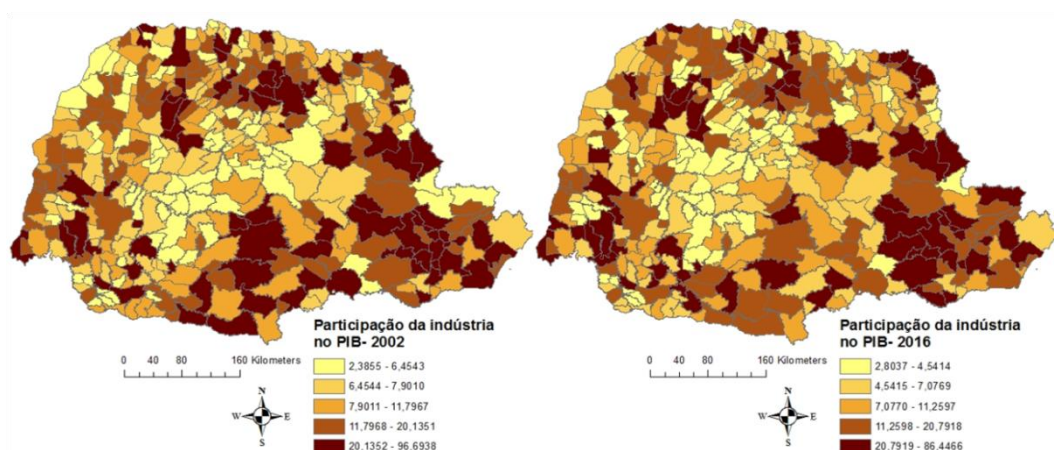 Participação da indústria
no PIB- 2002
2,3855 - 6,4543
6,4544 - 7,9010
7,9011 - 11,7967
11,7968 - 20,1351
20,1352 - 96,6938
0 40 80 160 Kilometers
N
W E
S
Participação da indústria
no PIB- 2016
2,8037 - 4,5414
4,5415 - 7,0769
7,0770 - 11,2597
11,2598 - 20,7918
20,7919 - 86,4466
0 40 80 160 Kilometers
N
W E
S